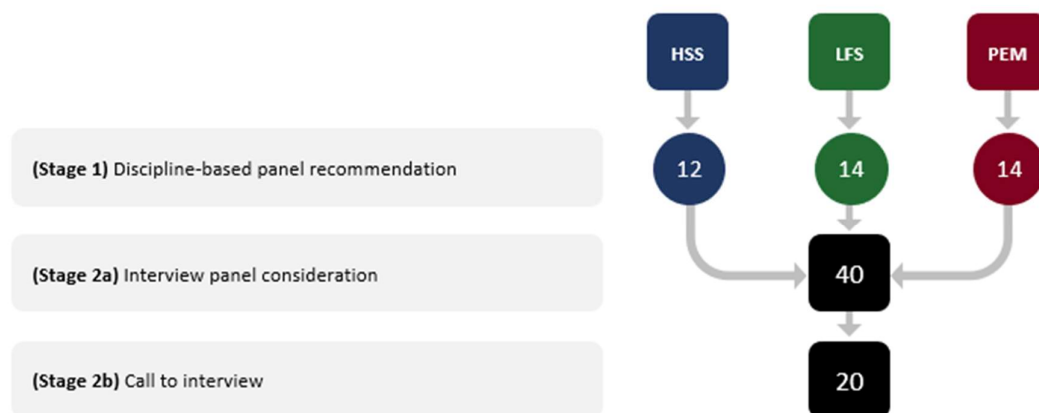 HSS LFS PEM
(Stage 1) Discipline-based panel recommendation 12 14 14
(Stage 2a) Interview panel consideration 40
(Stage 2b) Call to interview 20